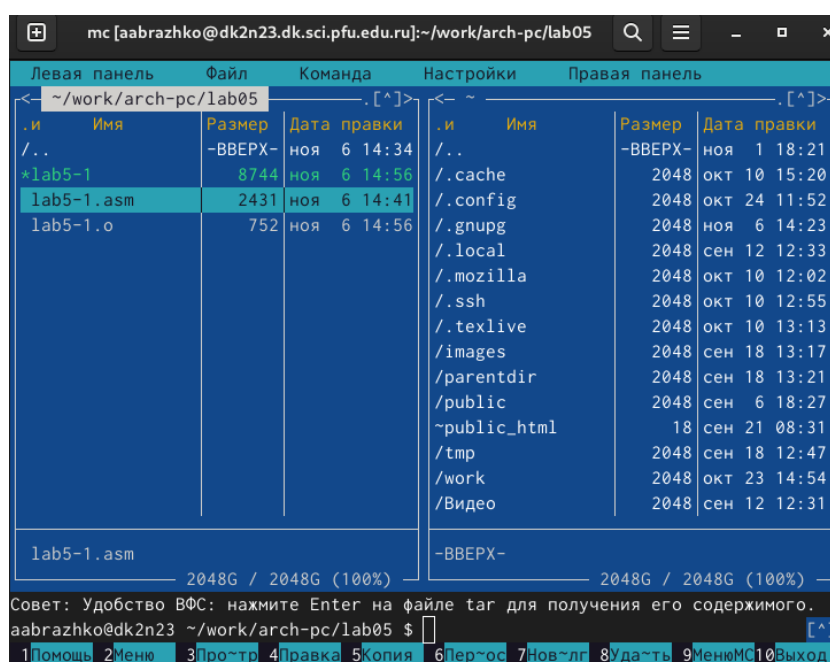 mc [aabrazhko@dk2n23.dk.sci.pfu.edu.ru]:~/work/arch-pc/lab05
Левая панель Файл Команда Настройки Правая панель
<— ~/work/arch-pc/lab05 .[^]> <— ~ .[^]>
.и Имя Размер Дата правки .и Имя Размер Дата правки
/.. -ВВЕРХ- ноя 6 14:34 /.. -ВВЕРХ- ноя 1 18:21
*lab5-1 8744 ноя 6 14:56 /.cache 2048 окт 10 15:20
lab5-1.asm 2431 ноя 6 14:41 /.config 2048 окт 24 11:52
lab5-1.o 752 ноя 6 14:56 /.gnupg 2048 ноя 6 14:23
/.local 2048 сен 12 12:33
/.mozilla 2048 окт 10 12:02
/.ssh 2048 окт 10 12:55
/.texlive 2048 окт 10 13:13
/images 2048 сен 18 13:17
/parentdir 2048 сен 18 13:21
/public 2048 сен 6 18:27
~public_html 18 сен 21 08:31
/tmp 2048 сен 18 12:47
/work 2048 окт 23 14:54
/Видео 2048 сен 12 12:31
lab5-1.asm -ВВЕРХ-
2048G / 2048G (100%) 2048G / 2048G (100%)
Совет: Удобство ВФС: нажмите Enter на файле tar для получения его содержимого.
aabrazhko@dk2n23 ~/work/arch-pc/lab05 $ [^]
1Помощь 2Меню 3Про~тр 4Правка 5Копия 6Пер~ос 7Нов~лг 8Уда~ть 9МенюMC 10Выход